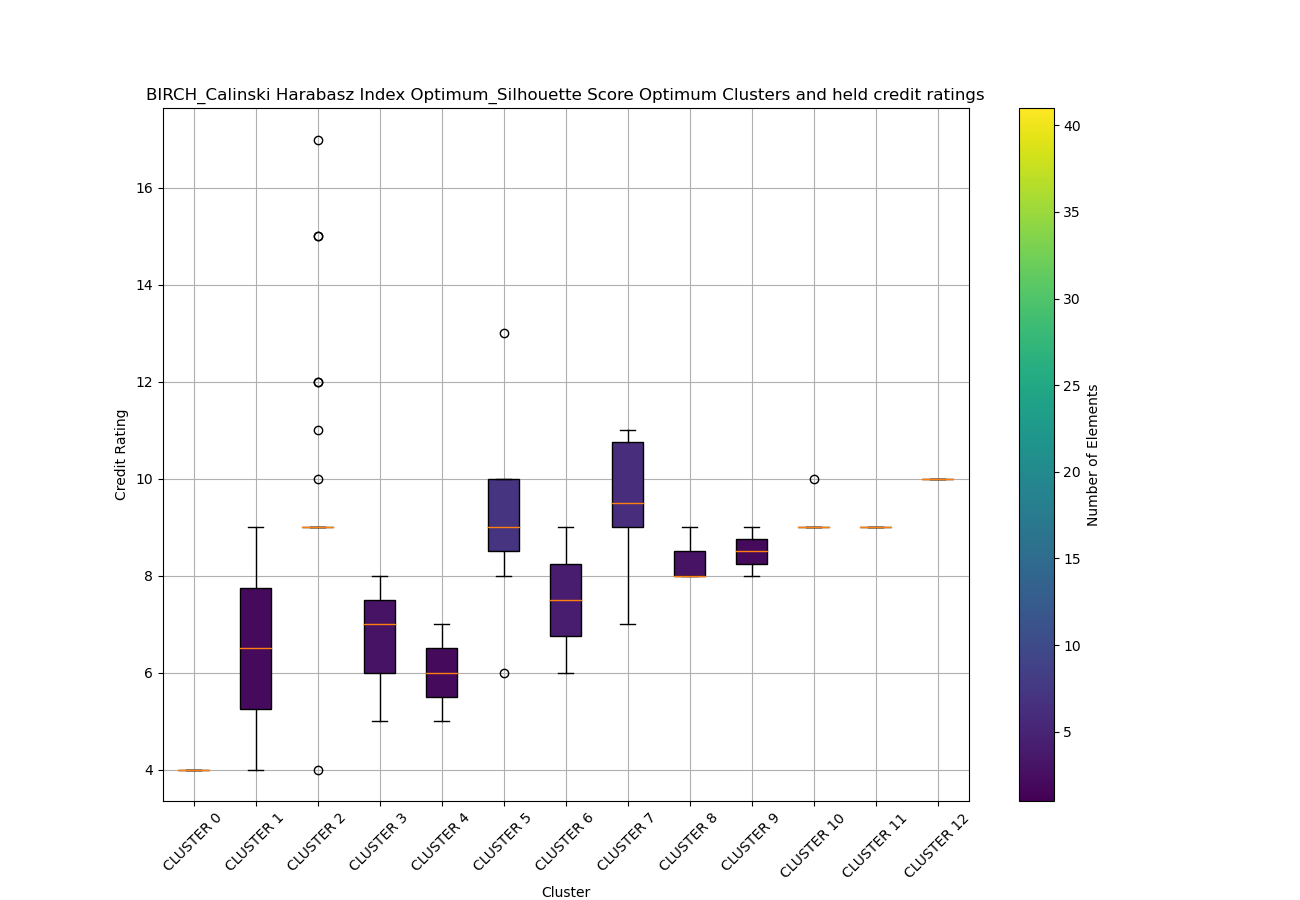 BIRCH_Calinski Harabasz Index Optimum_Silhouette Score Optimum Clusters and held credit ratings
16
14
12
10
8
6
4
Credit Rating
CLUSTER 0
CLUSTER 1
CLUSTER 2
CLUSTER 3
CLUSTER 4
CLUSTER 5
CLUSTER 6
CLUSTER 7
CLUSTER 8
CLUSTER 9
CLUSTER 10
CLUSTER 11
CLUSTER 12
Cluster
40
35
30
25
20
15
10
5
Number of Elements